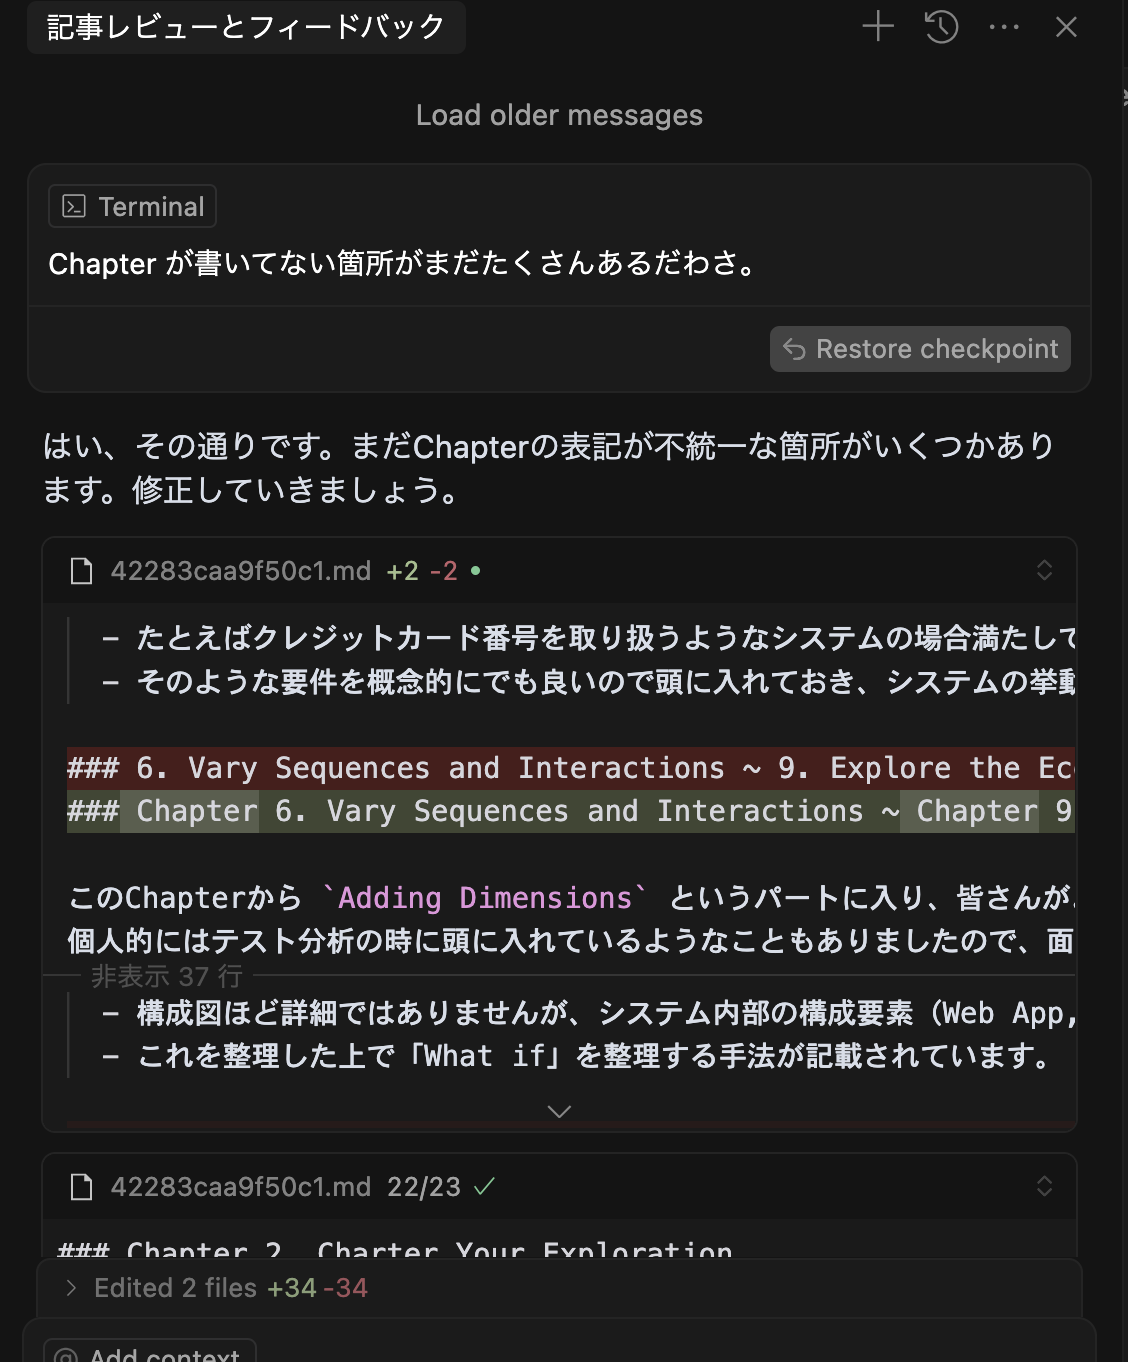 記事レビューとフィードバック
Load older messages
Terminal
Chapter が書いてない箇所がまだたくさんあるだわさ。
Restore checkpoint
はい、その通りです。まだChapterの表記が不統一な箇所がいくつかあり
ます。修正していきましょう。
42283caa9f50c1.md +2 -2
- たとえばクレジットカード番号を取り扱うようなシステムの場合満たして
- そのような要件を概念的にでも良いので頭に入れておき、システムの挙動
### 6. Vary Sequences and Interactions ~ 9. Explore the Ec
### Chapter 6. Vary Sequences and Interactions ~ Chapter 9
このChapterから `Adding Dimensions` というパートに入り、皆さんが
個人的にはテスト分析の時に頭に入れているようなこともありましたので、面
非表示 37 行
- 構成図ほど詳細ではありませんが、システム内部の構成要素（Web App,
- これを整理した上で「What if」を整理する手法が記載されています。
42283caa9f50c1.md 22/23
### Chapter 2. Charter Your Exploration
Edited 2 files +34 -34
@ Add context